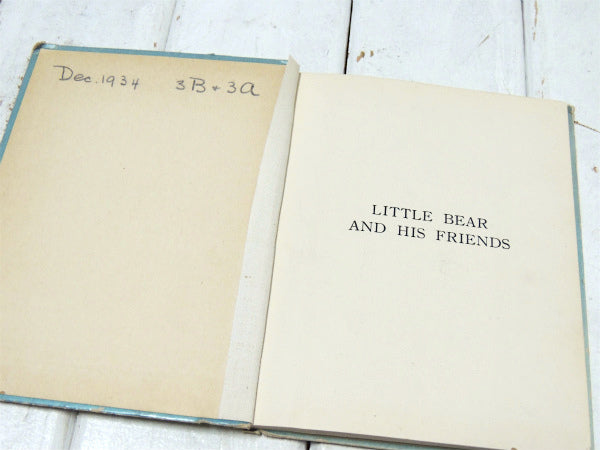 Dec. 1934 3B + 3A
LITTLE BEAR
AND HIS FRIENDS